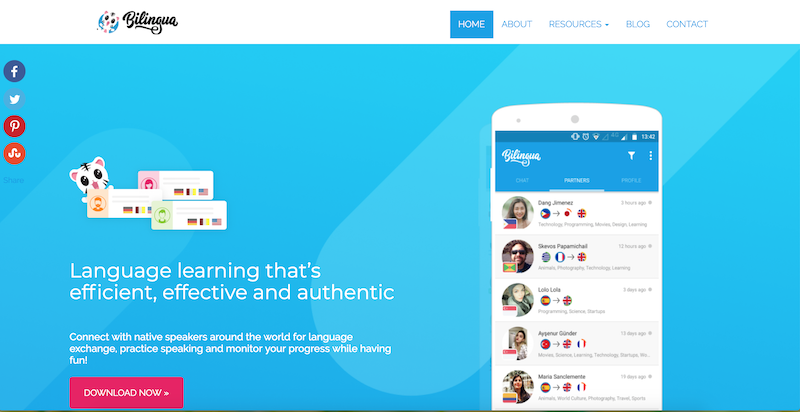 Bilingua
HOME ABOUT RESOURCES BLOG CONTACT
Share
13:42
Bilingua
CHAT PARTNERS PROFILE
Dang Jimenez 3 hours ago
Technology, Programming, Movies, Design, Learning
Skevos Papamichail 12 hours ago
Animals, Photography, Technology, Learning
Lolo Lola 5 days ago
Programming, Science, Startups
Ayşenur Günder 13 days ago
Movies, Science, Learning, Technology, Startups, Mo...
Maria Sanclemente 19 days ago
Animals, World Culture, Photography, Travel, Sports
Language learning that's
efficient, effective and authentic
Connect with native speakers around the world for language
exchange, practice speaking and monitor your progress while having
fun!
DOWNLOAD NOW »